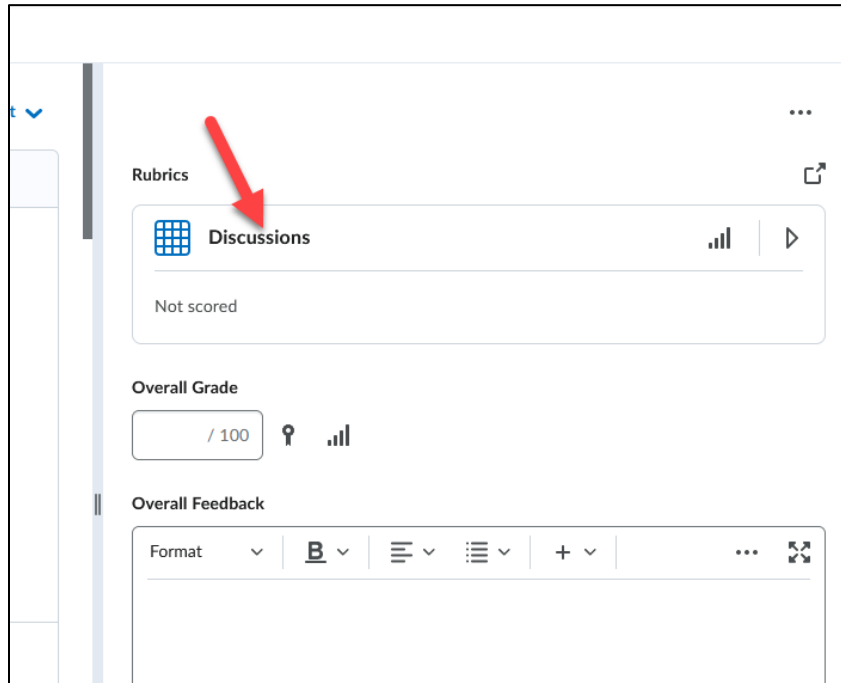 t
Rubrics
Discussions
Not scored
Overall Grade
/ 100
Overall Feedback
Format B